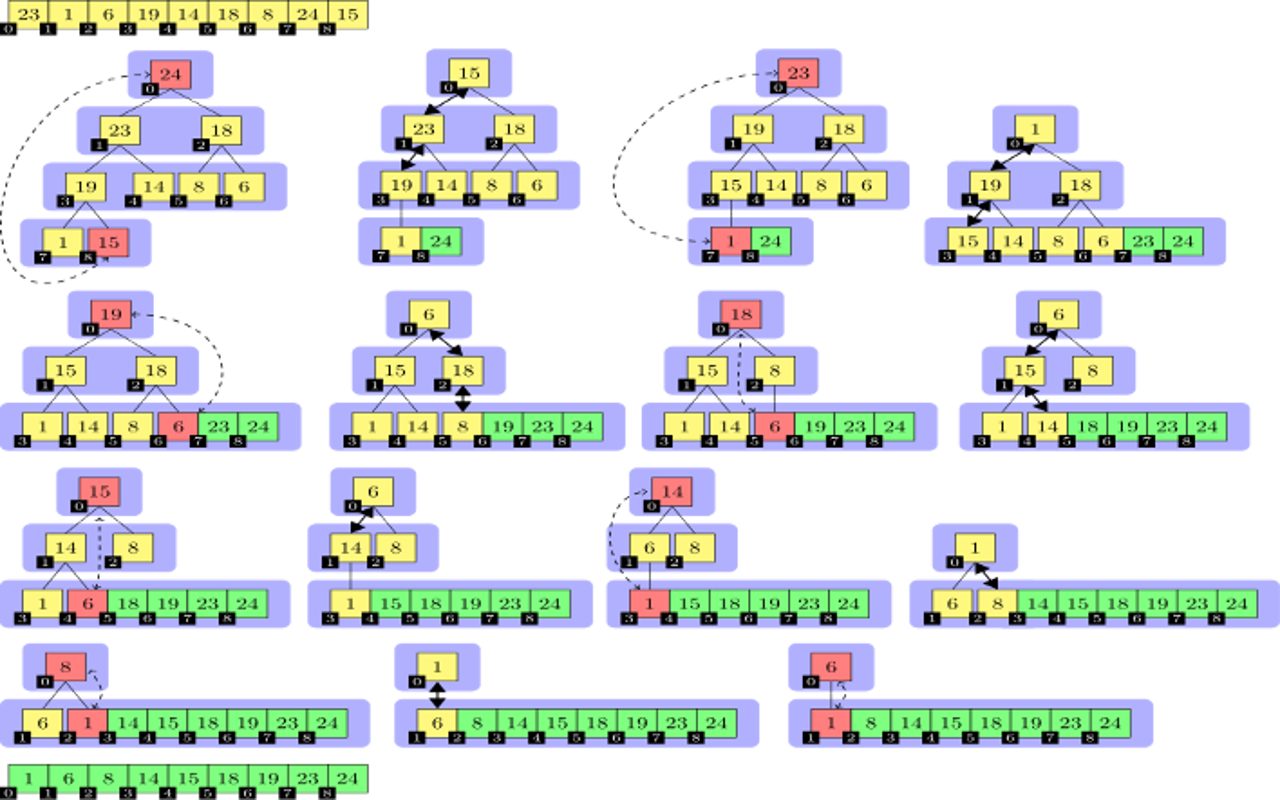 23 1 6 19 14 18 8 24 15
0 1 2 3 4 5 6 7 8
24 15 23
0 0 0
23 18 23 18 19 18 1
1 2 1 2 1 2 0
19 14 8 6 19 14 8 6 15 14 8 6 19 18
3 4 5 6 3 4 5 6 3 4 5 6 1 2
1 15 1 24 1 24 15 14 8 6 23 24
7 8 7 8 7 8 3 4 5 6 7 8
19 6 18 6
0 0 0 0
15 18 15 18 15 8 15 8
1 2 1 2 1 2 1 2
1 14 8 6 23 24 1 14 8 19 23 24 1 14 6 19 23 24 1 14 18 19 23 24
3 4 5 6 7 8 3 4 5 6 7 8 3 4 5 6 7 8 3 4 5 6 7 8
15 6 14
0 0 0
14 8 14 8 6 8 1
1 2 1 2 1 2 0
1 6 18 19 23 24 1 15 18 19 23 24 1 15 18 19 23 24 6 8 14 15 18 19 23 24
3 4 5 6 7 8 3 4 5 6 7 8 3 4 5 6 7 8 1 2 3 4 5 6 7 8
8 1 6
0 0 0
6 1 14 15 18 19 23 24 6 8 14 15 18 19 23 24 1 8 14 15 18 19 23 24
1 2 3 4 5 6 7 8 1 2 3 4 5 6 7 8 1 2 3 4 5 6 7 8
1 6 8 14 15 18 19 23 24
0 1 2 3 4 5 6 7 8